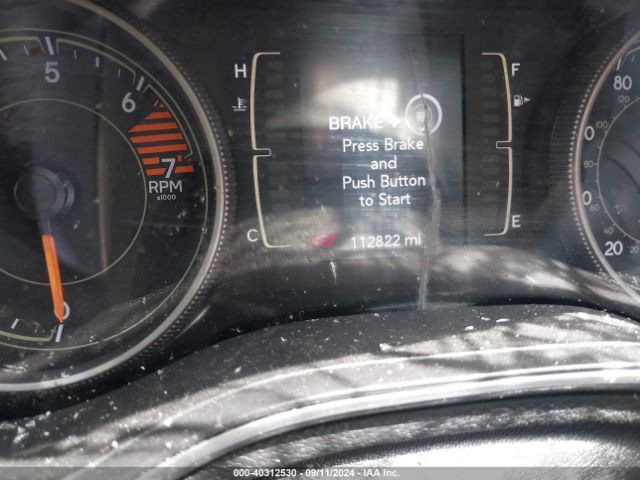 5
6
7
RPM
x1000
H
F
BRAKE +
Press Brake
and
Push Button
to Start
C
E
112822 mi
80
100
20
20
000-40312530 - 09/11/2024 - IAA Inc.